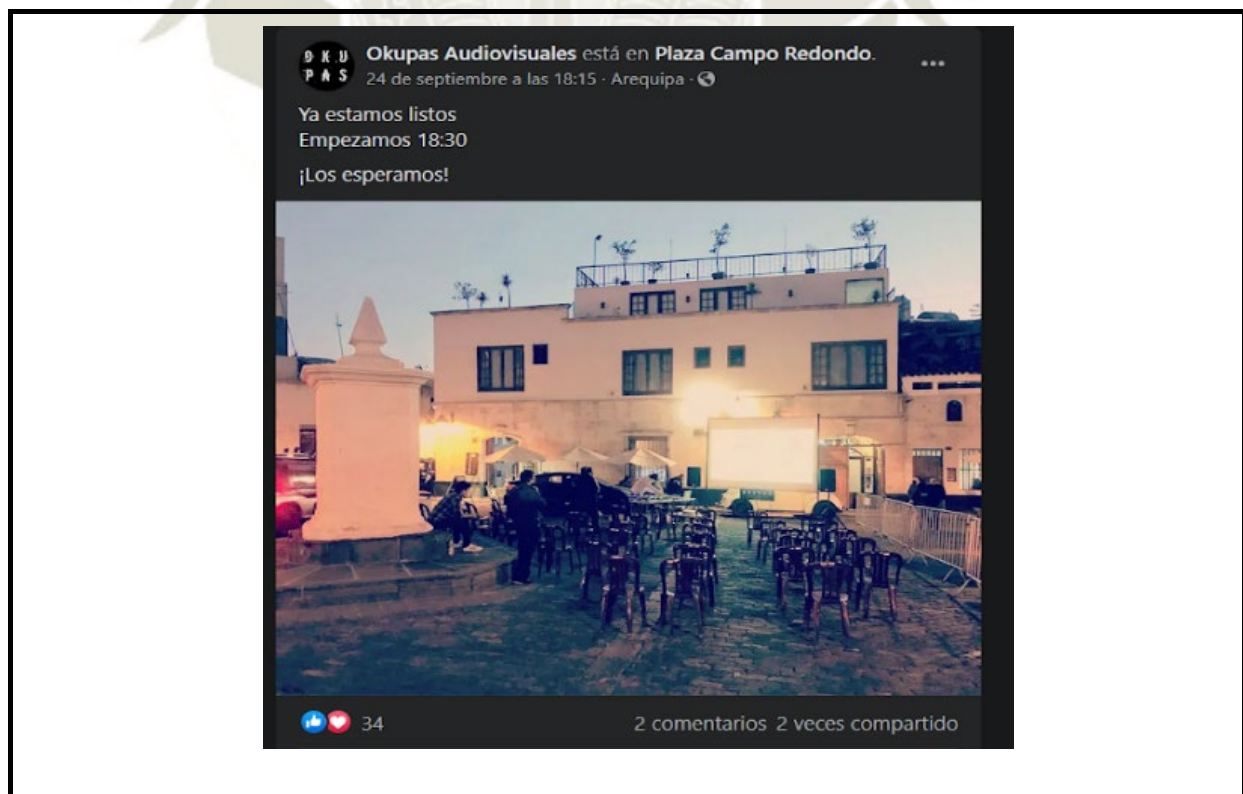 OKU
PAS
Okupas Audiovisuales está en Plaza Campo Redondo.
24 de septiembre a las 18:15 · Arequipa ·
Ya estamos listos
Empezamos 18:30
¡Los esperamos!
34
2 comentarios 2 veces compartido